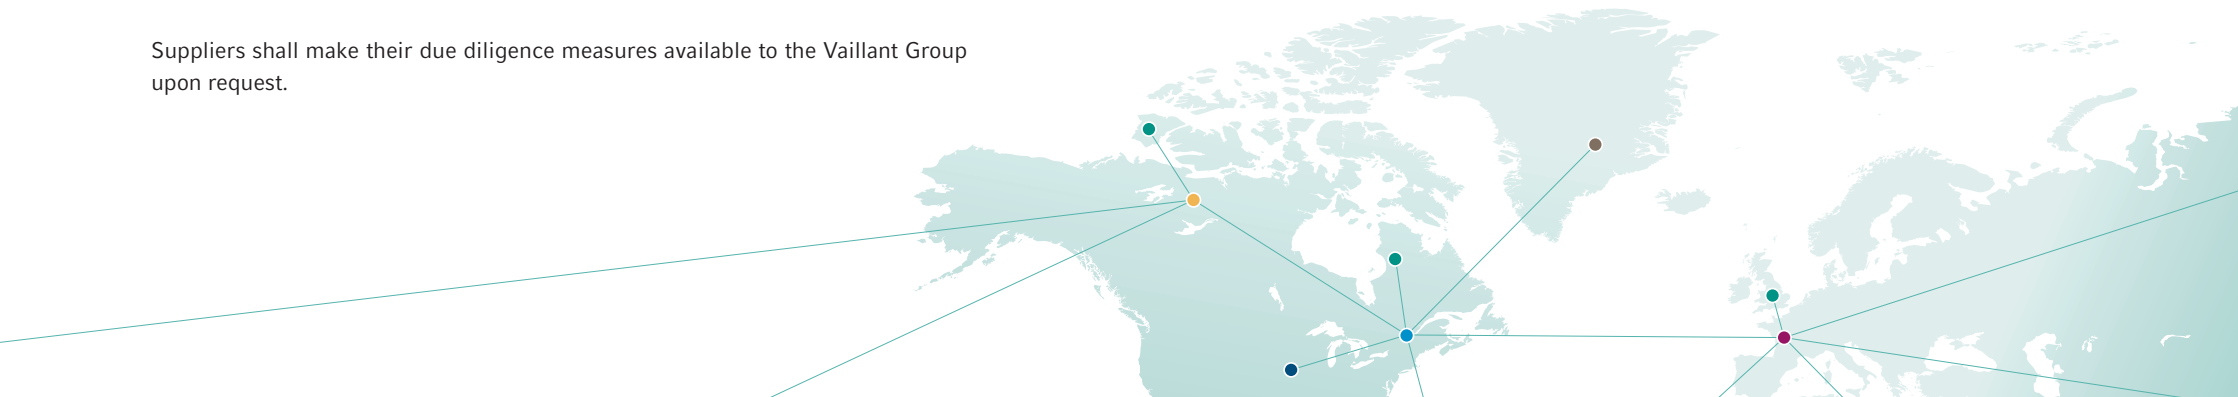 Suppliers shall make their due diligence measures available to the Vaillant Group
upon request.